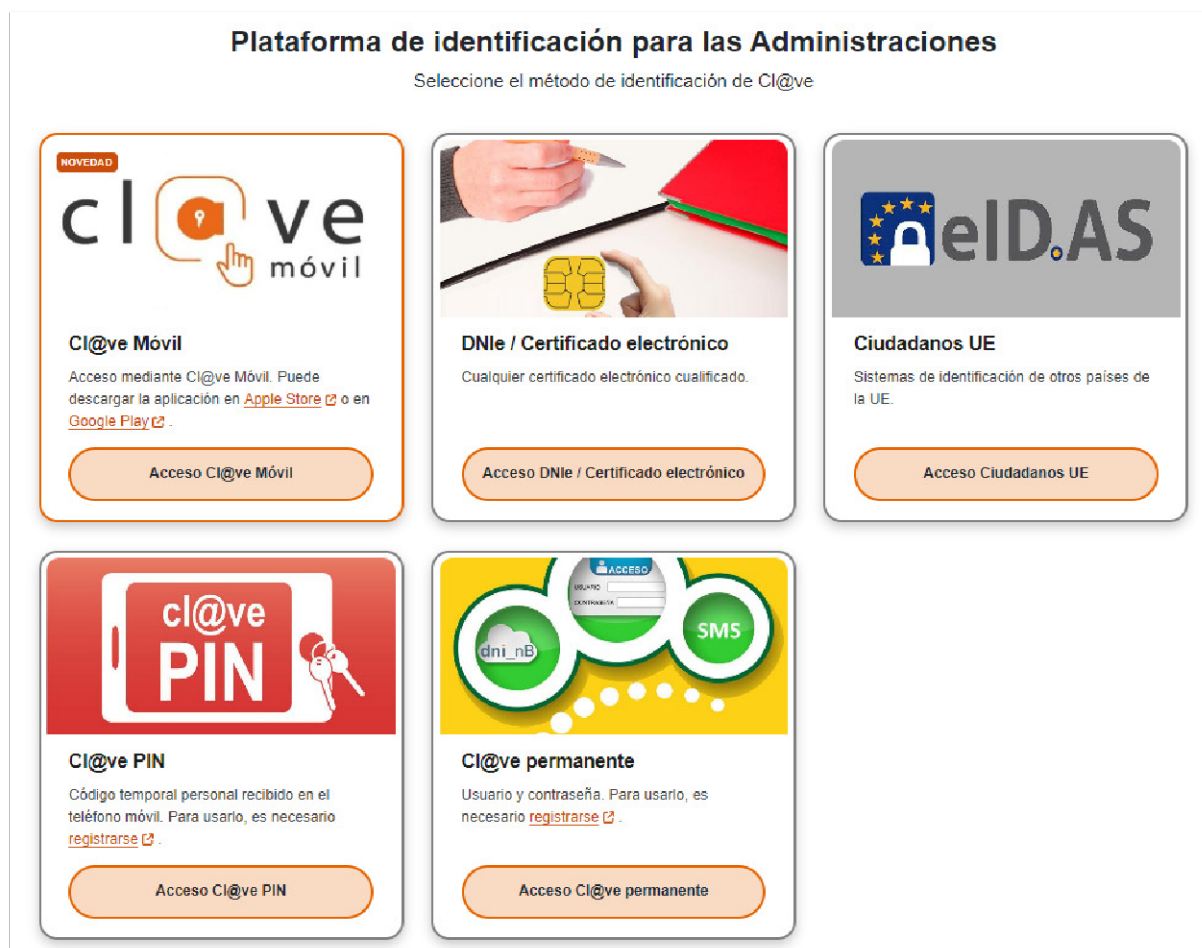 Plataforma de identificación para las Administraciones
Seleccione el método de identificación de Cl@ve
NOVEDAD
cl@ve
móvil
Cl@ve Móvil
Acceso mediante Cl@ve Móvil. Puede
descargar la aplicación en Apple Store o en
Google Play .
Acceso Cl@ve Móvil
DNIe / Certificado electrónico
Cualquier certificado electrónico cualificado.
Acceso DNIe / Certificado electrónico
eID.AS
Ciudadanos UE
Sistemas de identificación de otros países de
la UE.
Acceso Ciudadanos UE
cl@ve
PIN
Cl@ve PIN
Código temporal personal recibido en el
teléfono móvil. Para usarlo, es necesario
registrarse .
Acceso Cl@ve PIN
ACCESO
USUARIO
CONTRASEÑA
dni_nB
SMS
Cl@ve permanente
Usuario y contraseña. Para usarlo, es
necesario registrarse .
Acceso Cl@ve permanente